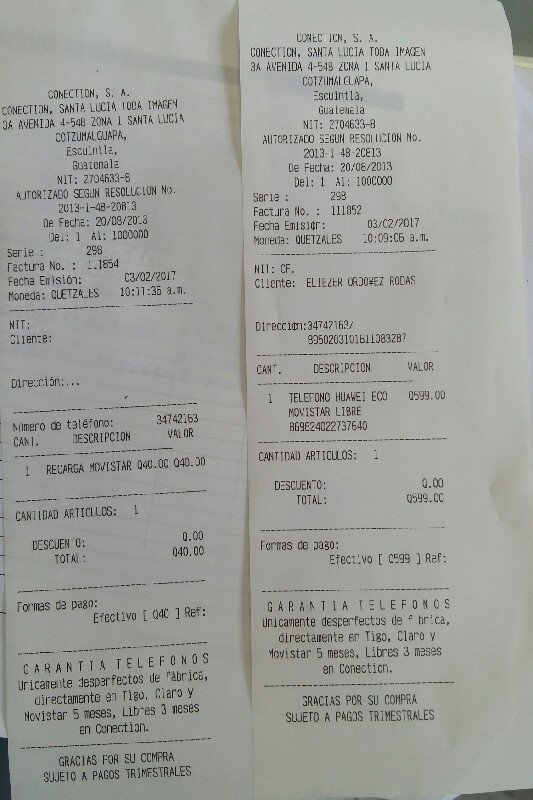 CONECTION, S. A.
CONECTION, SANTA LUCIA TODA IMAGEN
3A AVENIDA 4-548 ZONA 1 SANTA LUCIA
COTZUMALGUAPA,
Escuintla,
Guatemala
NIT: 2704633-8
AUTORIZADO SEGUN RESOLUCION No.
2013-1-48-20813
De Fecha: 20/08/2013
Del: 1 Al: 1000000
Serie : 298
Factura No. : 111854
Fecha Emisión: 03/02/2017
Moneda: QUETZALES 10:11:36 a.m.
NIT:
Cliente:
Dirección:...
Número de teléfono: 34742163
CANT. DESCRIPCION VALOR
1 RECARGA MOVISTAR Q40.00 Q40.00
CANTIDAD ARTICULOS: 1
DESCUENTO: 0.00
TOTAL: Q40.00
Formas de pago:
Efectivo [ Q40 ] Ref:
GARANTIA TELEFONOS
Unicamente desperfectos de fábrica,
directamente en Tigo, Claro y
Movistar 5 meses, Libres 3 meses
en Conection.
GRACIAS POR SU COMPRA
SUJETO A PAGOS TRIMESTRALES
CONECTION, S. A.
CONECTION, SANTA LUCIA TODA IMAGEN
3A AVENIDA 4-548 ZONA 1 SANTA LUCIA
COTZUMALGUAPA,
Escuintla,
Guatemala
NIT: 2704633-8
AUTORIZADO SEGUN RESOLUCION No.
2013-1-48-20813
De Fecha: 20/08/2013
Del: 1 Al: 1000000
Serie : 298
Factura No. : 111852
Fecha Emisión: 03/02/2017
Moneda: QUETZALES 10:09:06 a.m.
NIT: CF.
Cliente: ELIEZER ORDOÑEZ RODAS
Dirección:34742163/
8950203101611083287
CANT. DESCRIPCION VALOR
1 TELEFONO HUAWEI ECO Q599.00
MOVISTAR LIBRE
869824022737640
CANTIDAD ARTICULOS: 1
DESCUENTO: 0.00
TOTAL: Q599.00
Formas de pago:
Efectivo [ Q599 ] Ref:
GARANTIA TELEFONOS
Unicamente desperfectos de fábrica,
directamente en Tigo, Claro y
Movistar 5 meses, Libres 3 meses
en Conection.
GRACIAS POR SU COMPRA
SUJETO A PAGOS TRIMESTRALES